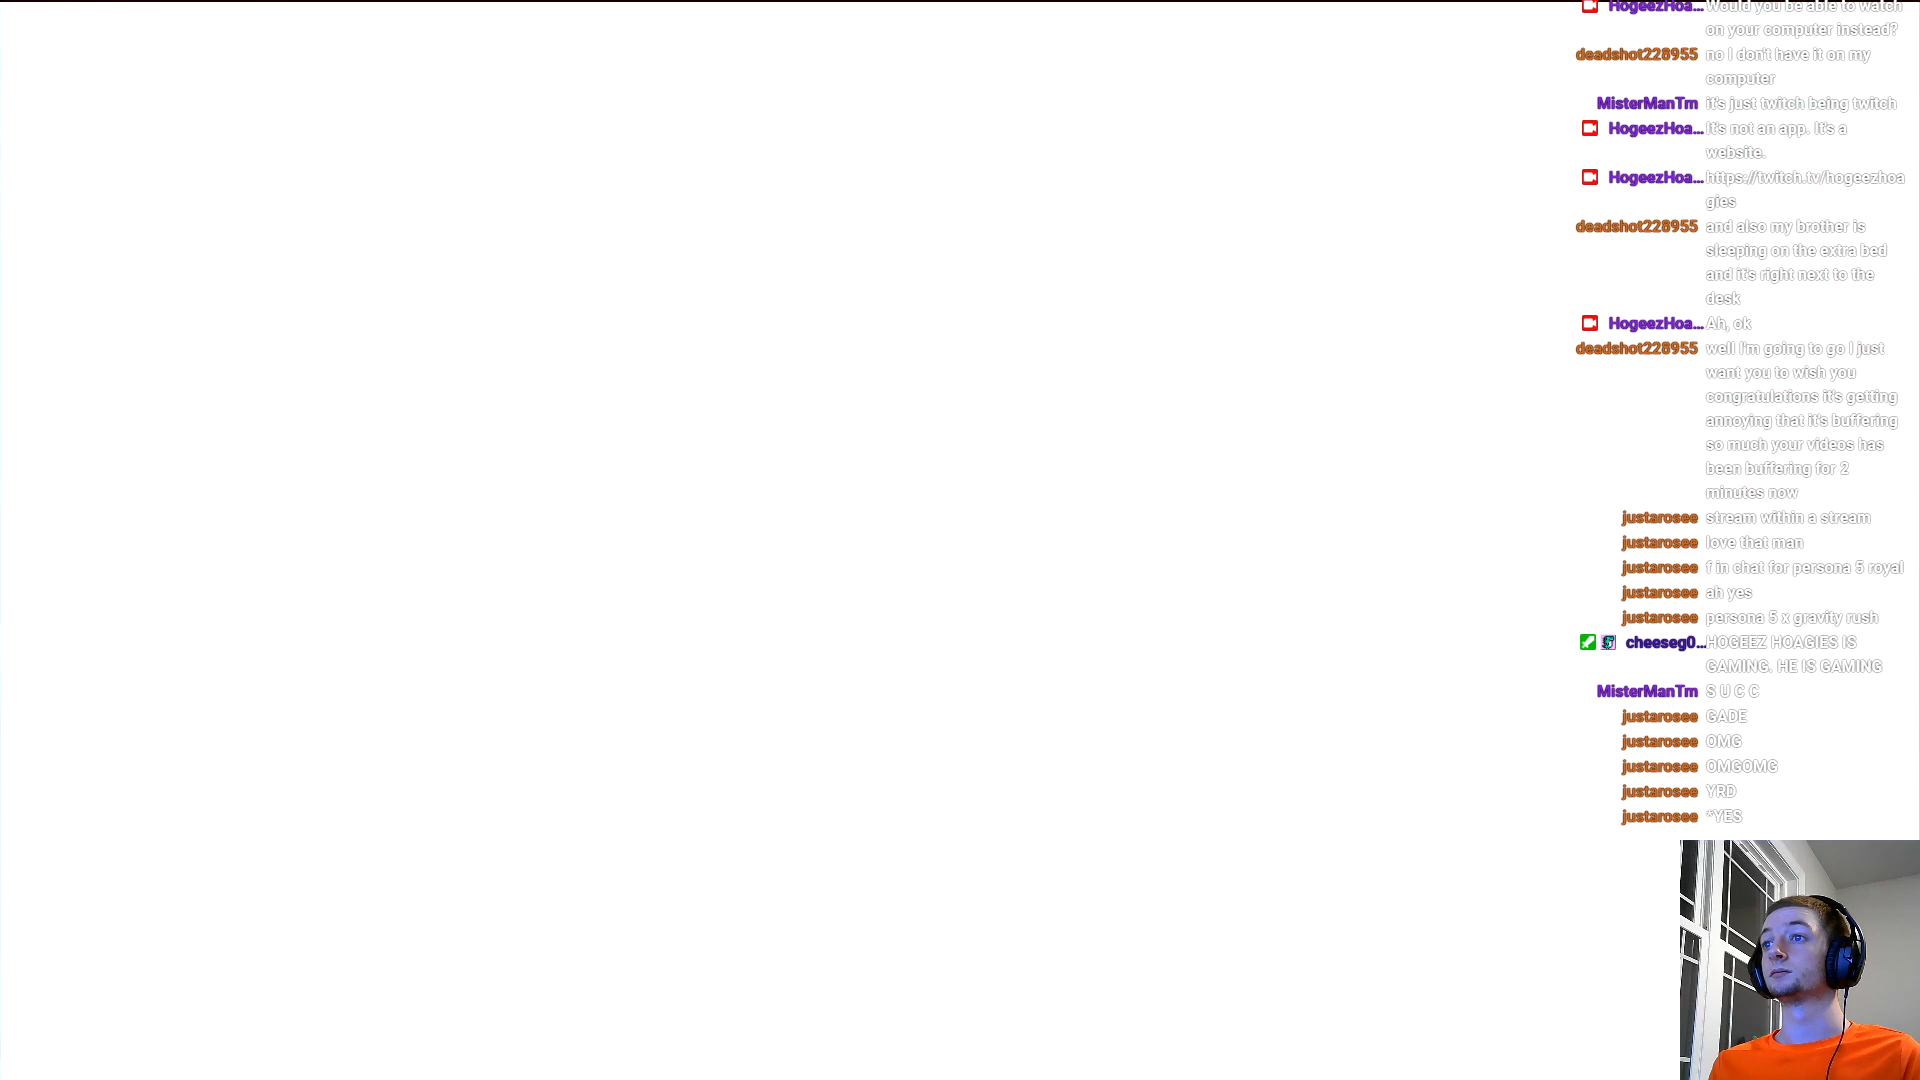 HogeezHoa... Would you be able to watch
on your computer instead?
deadshot228955 no I don't have it on my
computer
MisterManTm it's just twitch being twitch
HogeezHoa... It's not an app. It's a
website.
HogeezHoa... https://twitch.tv/hogeezhoa
gies
deadshot228955 and also my brother is
sleeping on the extra bed
and it's right next to the
desk
HogeezHoa... Ah, ok
deadshot228955 well I'm going to go I just
want you to wish you
congratulations it's getting
annoying that it's buffering
so much your videos has
been buffering for 2
minutes now
justarosee stream within a stream
justarosee love that man
justarosee f in chat for persona 5 royal
justarosee ah yes
justarosee persona 5 x gravity rush
cheeseg0... HOGEEZ HOAGIES IS
GAMING. HE IS GAMING
MisterManTm S U C C
justarosee GADE
justarosee OMG
justarosee OMGOMG
justarosee YRD
justarosee *YES